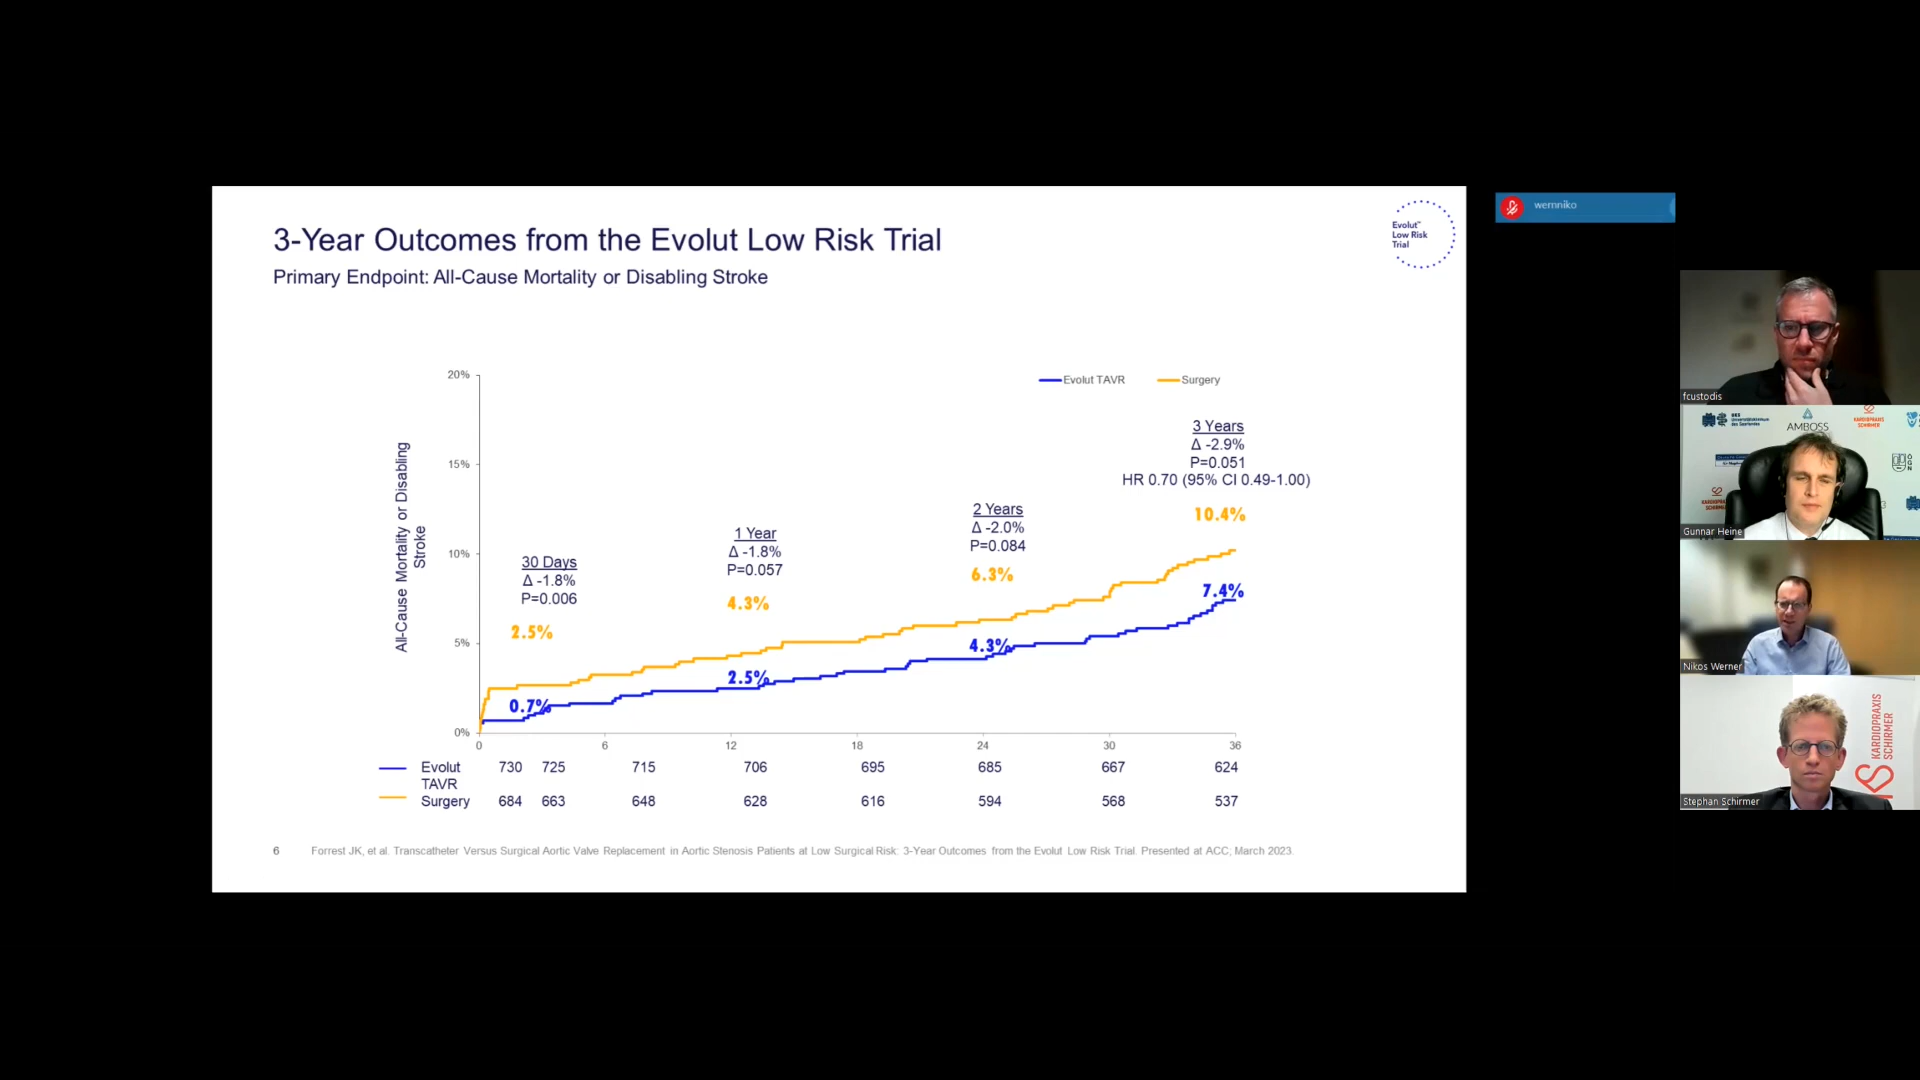 3-Year Outcomes from the Evolut Low Risk Trial
Primary Endpoint: All-Cause Mortality or Disabling Stroke
Evolut™
Low Risk
Trial
wernniko
20%
15%
10%
5%
0%
All-Cause Mortality or Disabling
Stroke
Evolut TAVR
Surgery
30 Days
Δ -1.8%
P=0.006
2.5%
0.7%
1 Year
Δ -1.8%
P=0.057
4.3%
2.5%
2 Years
Δ -2.0%
P=0.084
6.3%
4.3%
3 Years
Δ -2.9%
P=0.051
HR 0.70 (95% CI 0.49-1.00)
10.4%
7.4%
0 6 12 18 24 30 36
Evolut TAVR 730 725 715 706 695 685 667 624
Surgery 684 663 648 628 616 594 568 537
6 Forrest JK, et al. Transcatheter Versus Surgical Aortic Valve Replacement in Aortic Stenosis Patients at Low Surgical Risk: 3-Year Outcomes from the Evolut Low Risk Trial. Presented at ACC; March 2023.
fcustodis
AMBOSS
KARDIOPRAXIS
SCHIRMER
Gunnar Heine
Nikos Werner
KARDIOPRAXIS
SCHIRMER
Stephan Schirmer